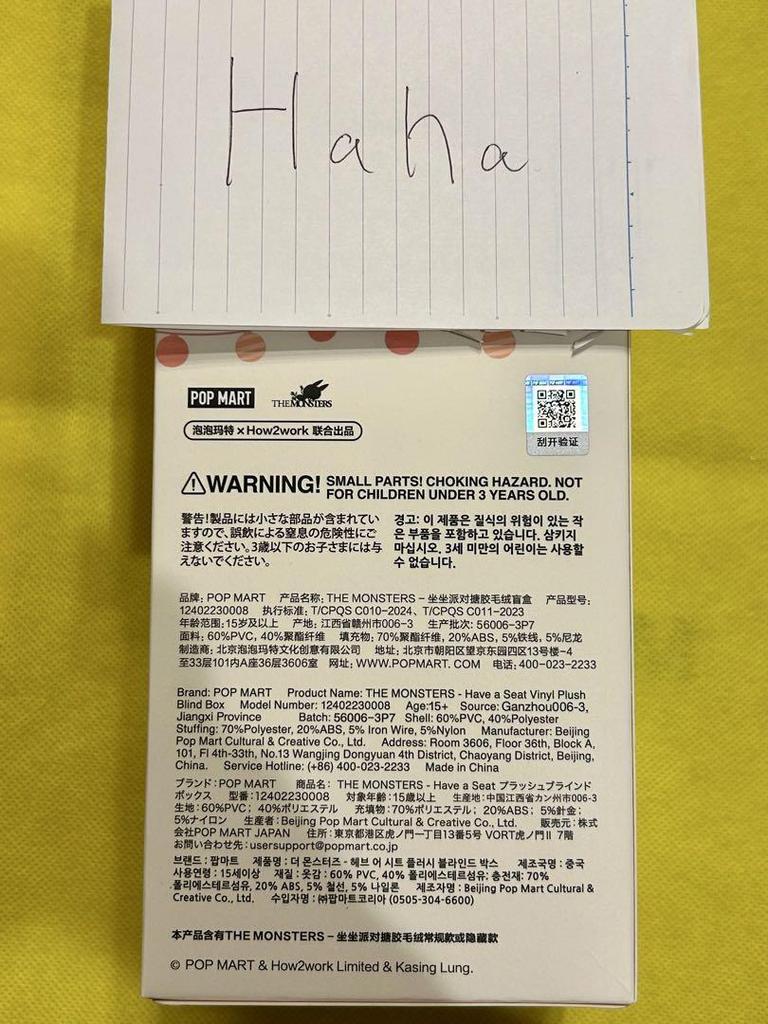 Haha
POP MART
THE MONSTERS
泡泡玛特 × How2work 联合出品
刮开验证
WARNING! SMALL PARTS! CHOKING HAZARD. NOT
FOR CHILDREN UNDER 3 YEARS OLD.
警告!製品には小さな部品が含まれてい
ますので、誤飲による窒息の危険性にご
注意ください。3歳以下のお子さまには与
えないでください。
경고: 이 제품은 질식의 위험이 있는 작
은 부품을 포함하고 있습니다. 삼키지
마십시오. 3세 미만의 어린이는 사용할
수 없습니다.
品牌: POP MART 产品名称: THE MONSTERS – 坐坐派对搪胶毛绒盲盒 产品型号:
12402230008 执行标准: T/CPQS C010-2024、T/CPQS C011-2023
年龄范围: 15岁及以上 产地: 江西省赣州市006-3 生产批次: 56006-3P7
面料: 60%PVC, 40%聚酯纤维 填充物: 70%聚酯纤维, 20%ABS, 5%铁线, 5%尼龙
制造商: 北京泡泡玛特文化创意有限公司 地址: 北京市朝阳区望京东园四区13号楼-4
至33层101内A座36层3606室 网址: WWW.POPMART. COM 电话: 400-023-2233
Brand: POP MART Product Name: THE MONSTERS - Have a Seat Vinyl Plush
Blind Box Model Number: 12402230008 Age:15+ Source: Ganzhou006-3,
Jiangxi Province Batch: 56006-3P7 Shell: 60%PVC, 40%Polyester
Stuffing: 70%Polyester, 20%ABS, 5% Iron Wire, 5%Nylon Manufacturer: Beijing
Pop Mart Cultural & Creative Co., Ltd. Address: Room 3606, Floor 36th, Block A,
101, Fl 4th-33th, No.13 Wangjing Dongyuan 4th District, Chaoyang District, Beijing,
China. Service Hotline: (+86) 400-023-2233 Made in China
ブランド: POP MART 商品名: THE MONSTERS - Have a Seat プラッシュブラインド
ボックス 型番: 12402230008 対象年齢: 15歳以上 生産地: 中国江西省カン州市006-3
生地: 60%PVC; 40%ポリエステル 充填物: 70%ポリエステル; 20%ABS; 5%針金;
5%ナイロン 生産者: Beijing Pop Mart Cultural & Creative Co., Ltd. 販売元: 株式
会社POP MART JAPAN 住所: 東京都港区虎ノ門一丁目13番5号 VORT虎ノ門II 7階
お問い合わせ先: usersupport@popmart.co.jp
브랜드 : 팝마트 제품명 : 더 몬스터즈 - 헤브 어 시트 플러시 블라인드 박스 제조국명 : 중국
사용연령 : 15세이상 재질 : 옷감 : 60% PVC, 40% 폴리에스테르섬유: 충전재: 70%
폴리에스테르섬유, 20% ABS, 5% 철선, 5% 나일론 제조자명 : Beijing Pop Mart Cultural &
Creative Co., Ltd. 수입자명 : ㈜팝마트코리아 (0505-304-6600)
本产品含有THE MONSTERS – 坐坐派对搪胶毛绒常规款或隐藏款
© POP MART & How2work Limited & Kasing Lung.